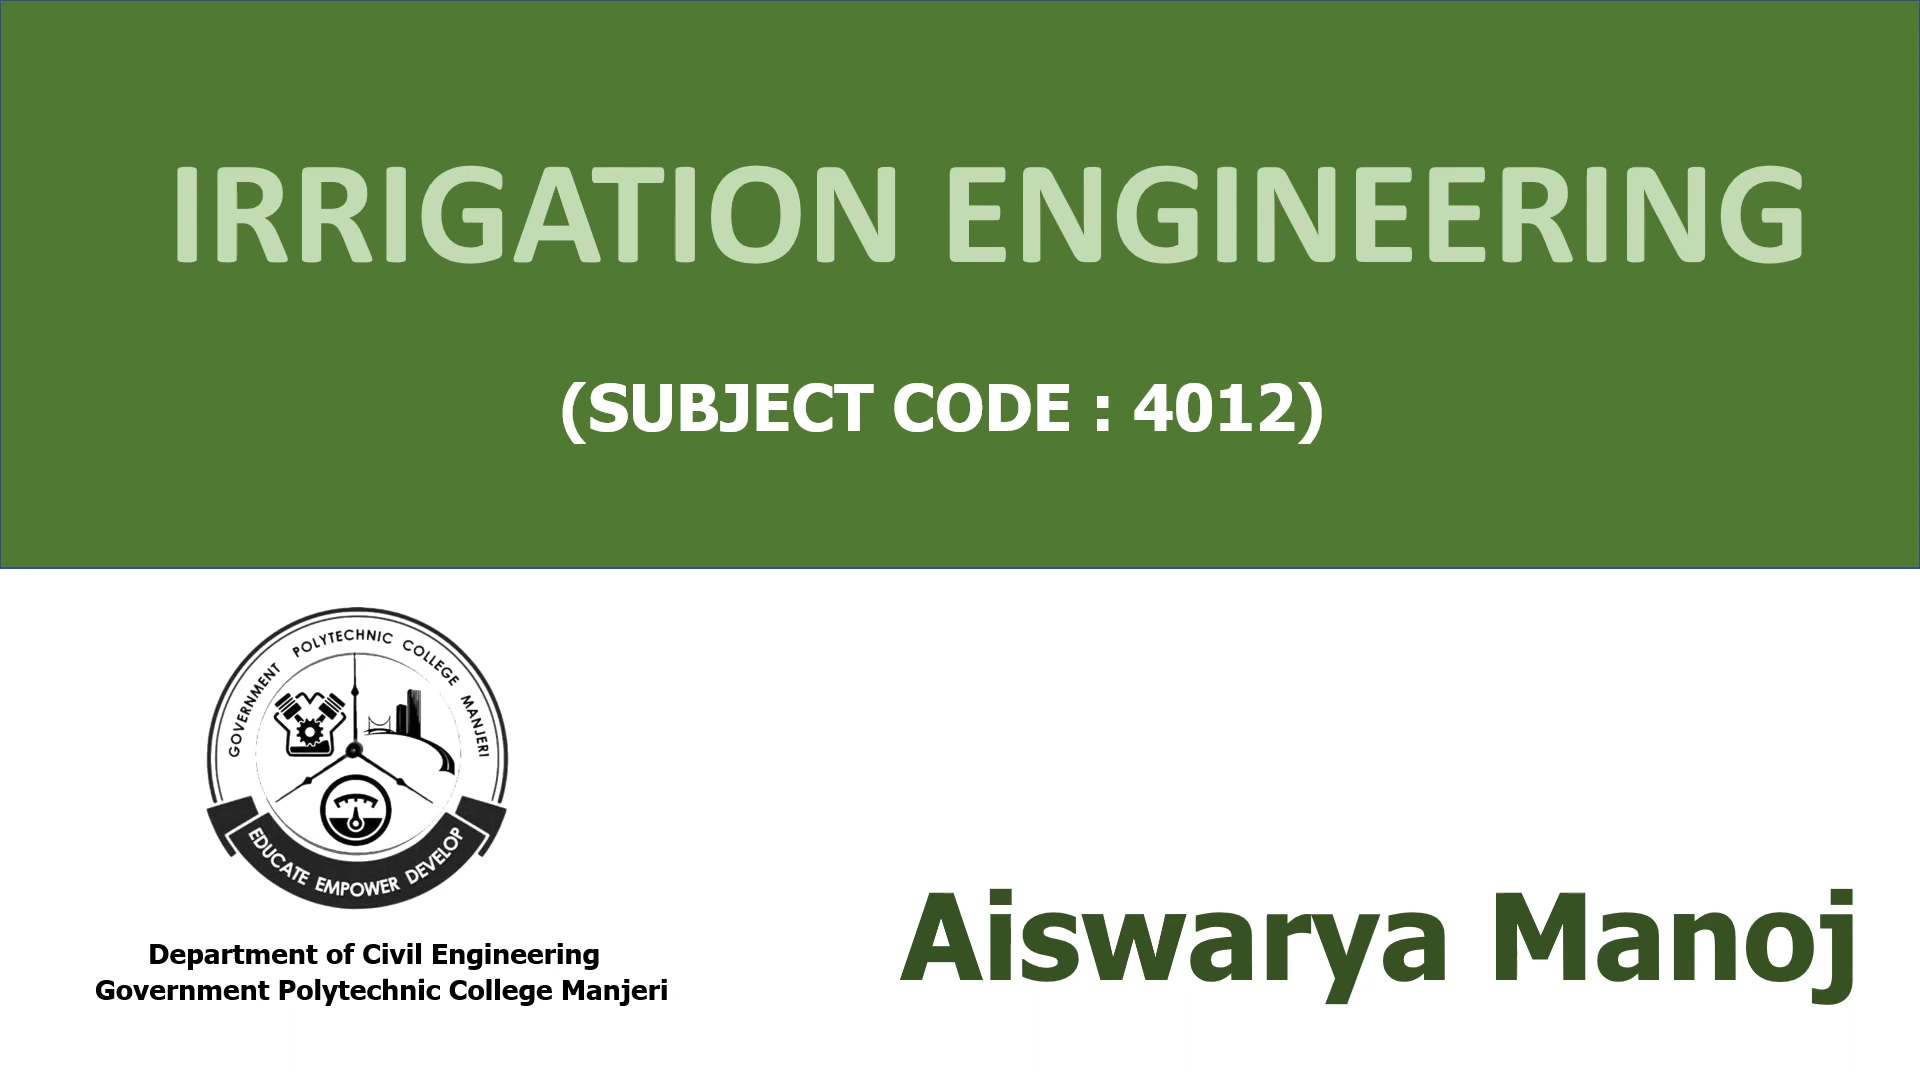 IRRIGATION ENGINEERING
(SUBJECT CODE : 4012)
GOVERNMENT POLYTECHNIC COLLEGE MANJERI
EDUCATE EMPOWER DEVELOP
Department of Civil Engineering
Government Polytechnic College Manjeri
Aiswarya Manoj